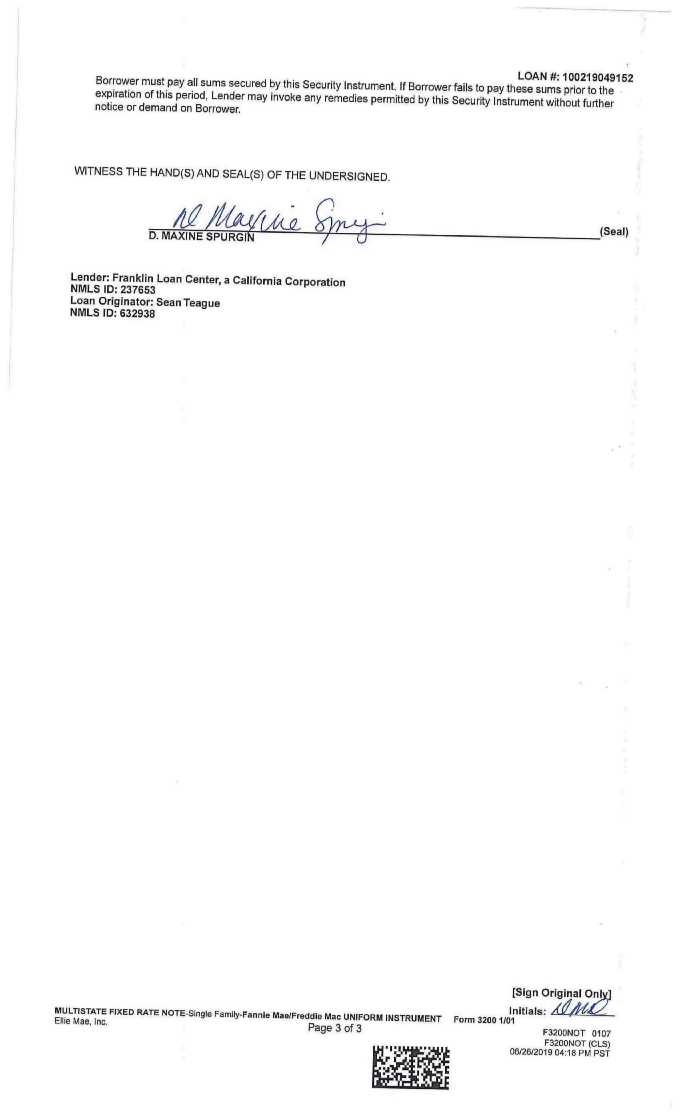 LOAN #: 100219049152
Borrower must pay all sums secured by this Security Instrument. If Borrower fails to pay these sums prior to the
expiration of this period, Lender may invoke any remedies permitted by this Security Instrument without further
notice or demand on Borrower.
WITNESS THE HAND(S) AND SEAL(S) OF THE UNDERSIGNED.
D Maxine
(Seal)
D. MAXINE SPURGIN
Lender: Franklin Loan Center, a California Corporation
NMLS ID: 237653
Loan Originator: Sean Teague
NMLS ID: 632938
[Sign Original Only]
Initials:
MULTISTATE FIXED RATE NOTE-Single Family-Fannie Mae/Freddie Mac UNIFORM INSTRUMENT Form 3200 1/01
Ellie Mae, Inc.
Page 3 of 3
F3200NOT 0107
F3200NOT (CLS)
06/26/2019 04:18 PM PST